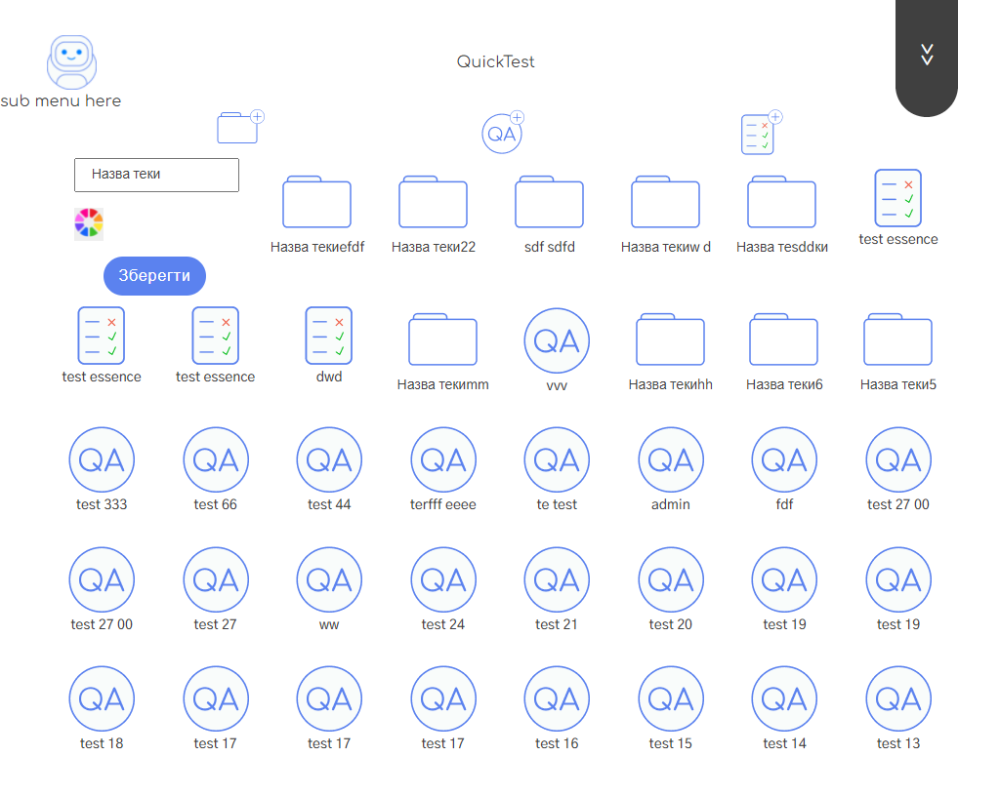 QuickTest
sub menu here
QA
Назва теки
Назва текиefdf
Назва теки22
sdf sdfd
Назва текиw d
Назва тesddки
test essence
Зберегти
test essence
test essence
dwd
Назва текиmm
QA
vvv
Назва текиhh
Назва теки6
Назва теки5
QA QA QA QA QA QA QA QA
test 333 test 66 test 44 terfff eeee te test admin fdf test 27 00
QA QA QA QA QA QA QA QA
test 27 00 test 27 ww test 24 test 21 test 20 test 19 test 19
QA QA QA QA QA QA QA QA
test 18 test 17 test 17 test 17 test 16 test 15 test 14 test 13